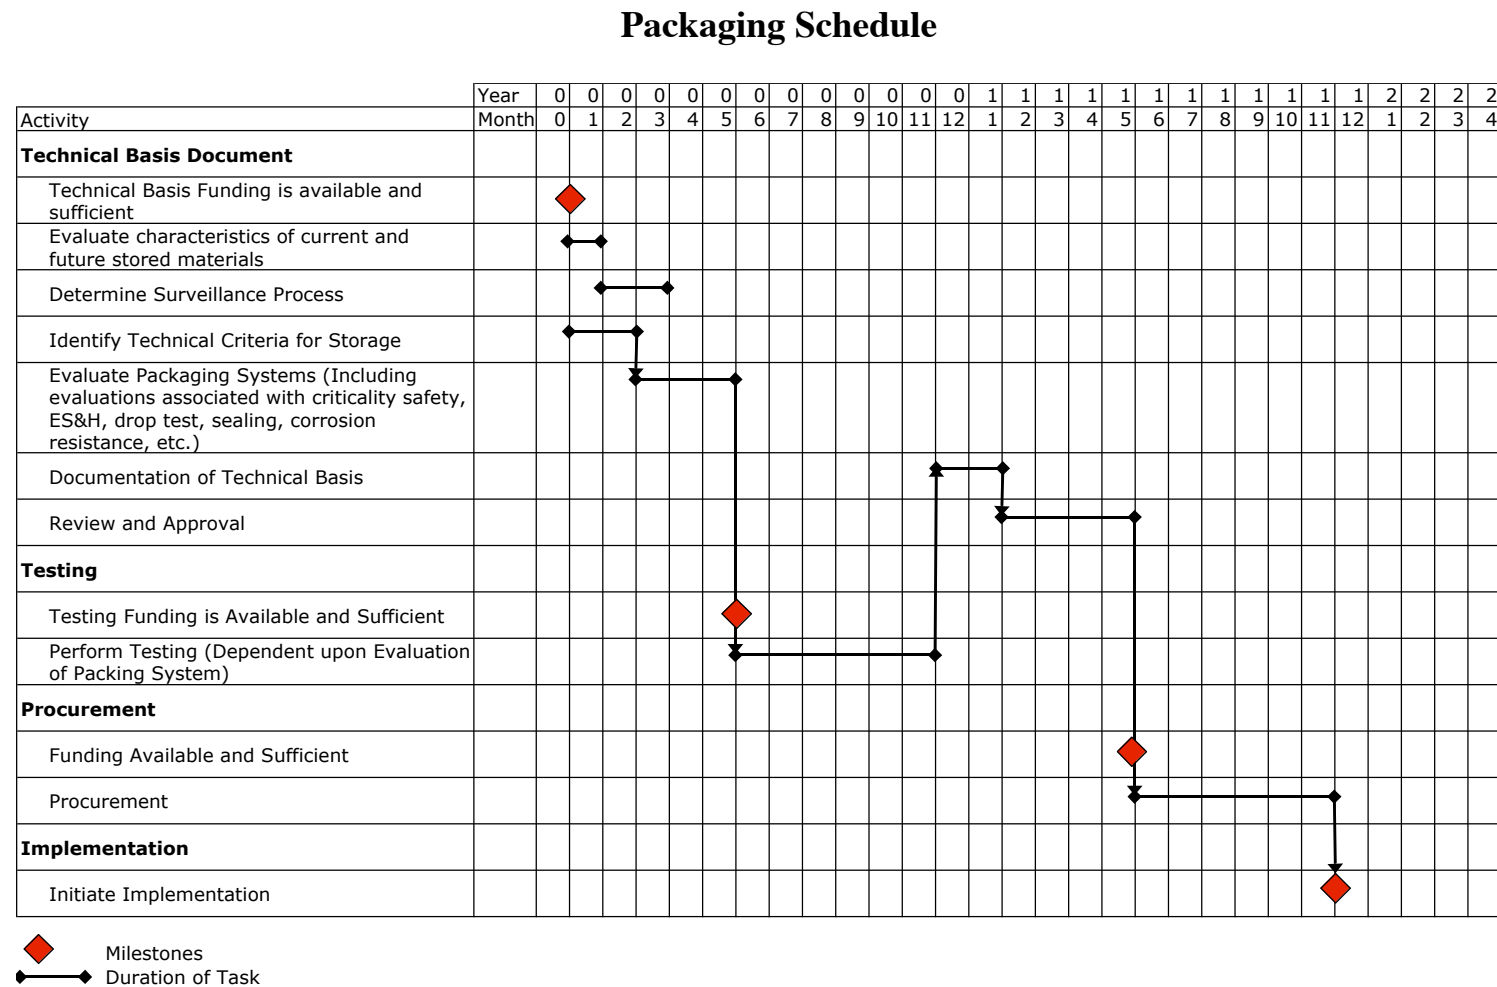 Packaging Schedule
Year 0 0 0 0 0 0 0 0 0 0 0 0 0 1 1 1 1 1 1 1 1 1 1 1 1 2 2 2 2
Activity Month 0 1 2 3 4 5 6 7 8 9 10 11 12 1 2 3 4 5 6 7 8 9 10 11 12 1 2 3 4
Technical Basis Document
Technical Basis Funding is available and
sufficient
Evaluate characteristics of current and
future stored materials
Determine Surveillance Process
Identify Technical Criteria for Storage
Evaluate Packaging Systems (Including
evaluations associated with criticality safety,
ES&H, drop test, sealing, corrosion
resistance, etc.)
Documentation of Technical Basis
Review and Approval
Testing
Testing Funding is Available and Sufficient
Perform Testing (Dependent upon Evaluation
of Packing System)
Procurement
Funding Available and Sufficient
Procurement
Implementation
Initiate Implementation
Milestones
Duration of Task